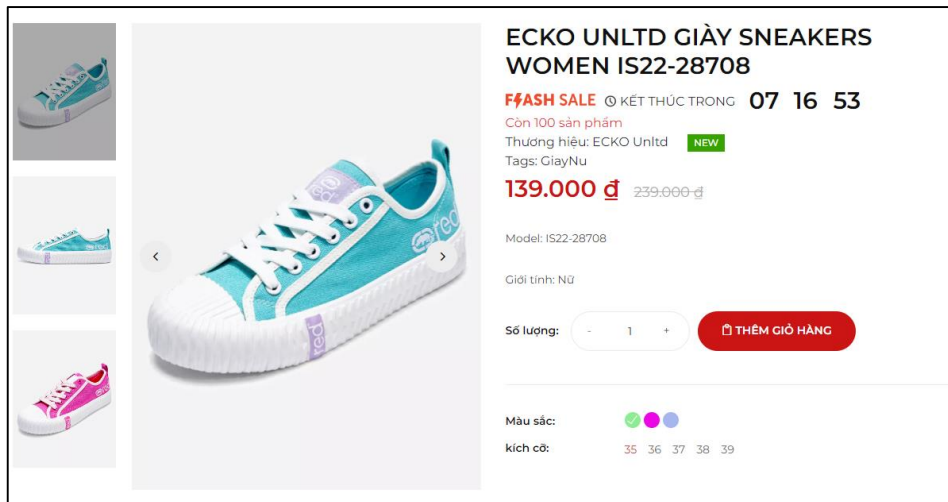 ECKO UNLTD GIÀY SNEAKERS
WOMEN IS22-28708
FLASH SALE KẾT THÚC TRONG 07 16 53
Còn 100 sản phẩm
Thương hiệu: ECKO Unltd NEW
Tags: GiayNu
139.000 ₫ 239.000 ₫
Model: IS22-28708
Giới tính: Nữ
Số lượng: - 1 + THÊM GIỎ HÀNG
Màu sắc:
kích cỡ: 35 36 37 38 39
red
red